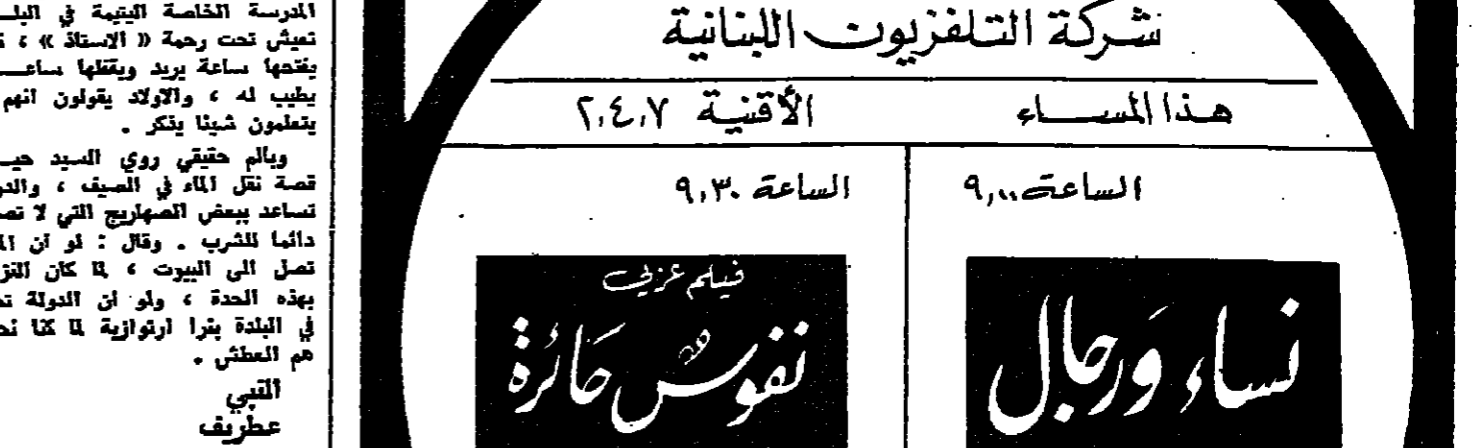 شركة التلفزيون اللبنانية
هذا المساء
الأقنية ٢،٤،٧
الساعة ٩،٠٠
نساء ورجال
الساعة ٩،٣٠
فيلم عربي
نفوس حائرة
المدرسة الخاصة اليتيمة في البلـ
تعيش تحت رحمة « الاستاذ » ،
يفتحها ساعة يريد ويقفلها ساعـ
يطيب له ، والاولاد يقولون انهم
يتعلمون شيئا يذكر .
وبالم حقيقي روي السيد حيـ
قصة نقل الماء في الصيف ، والدو
تساعد ببعض الصهاريج التي لا تصـ
دائما للشرب . وقال : لو ان الم
تصل الى البيوت ، لما كان النز
بهذه الحدة ، ولو ان الدولة تحـ
في البلدة بئرا ارتوازية لما كنا نحـ
هم العطش .
القبي
عطريف